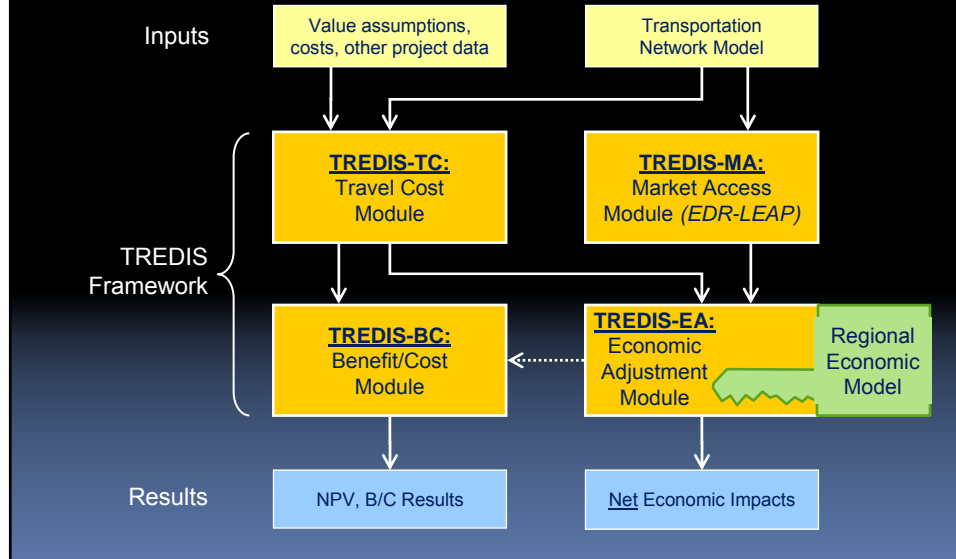 Inputs
Value assumptions,
costs, other project data
Transportation
Network Model
TREDIS
Framework
TREDIS-TC:
Travel Cost
Module
TREDIS-MA:
Market Access
Module (EDR-LEAP)
TREDIS-BC:
Benefit/Cost
Module
TREDIS-EA:
Economic
Adjustment
Module
Regional
Economic
Model
Results
NPV, B/C Results
Net Economic Impacts